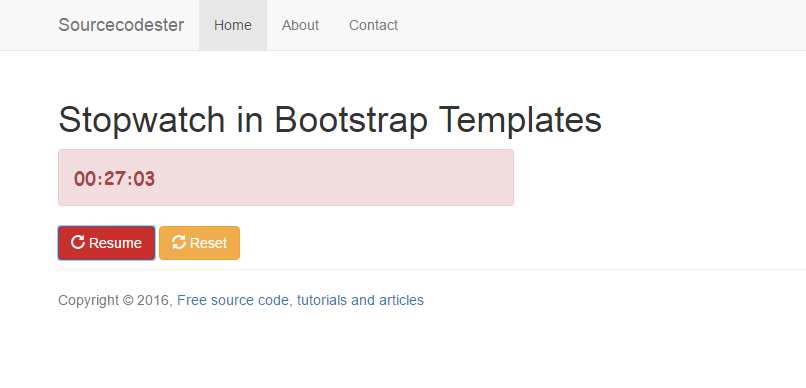 Sourcecodester Home About Contact
Stopwatch in Bootstrap Templates
00:27:03
Resume Reset
Copyright © 2016, Free source code, tutorials and articles